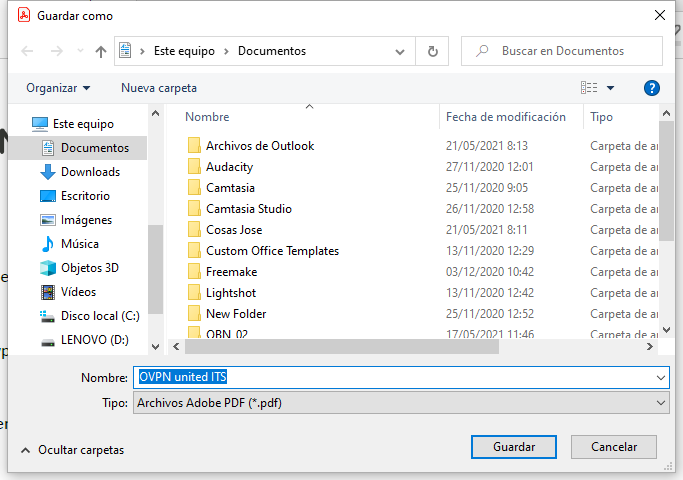 Guardar como
Este equipo > Documentos
Buscar en Documentos
Organizar
Nueva carpeta
?
Este equipo
Documentos
Downloads
Escritorio
Imágenes
Música
Objetos 3D
Vídeos
Disco local (C:)
LENOVO (D:)
Nombre Fecha de modificación Tipo
Archivos de Outlook 21/05/2021 8:13 Carpeta de ar
Audacity 27/11/2020 12:01 Carpeta de ar
Camtasia 25/11/2020 9:05 Carpeta de ar
Camtasia Studio 26/11/2020 12:58 Carpeta de ar
Cosas Jose 21/05/2021 8:11 Carpeta de ar
Custom Office Templates 13/11/2020 12:29 Carpeta de ar
Freemake 03/12/2020 10:42 Carpeta de ar
Lightshot 13/11/2020 12:42 Carpeta de ar
New Folder 25/11/2020 12:52 Carpeta de ar
OBN_02 17/05/2021 11:46 Carpeta de ar
Nombre: OVPN united ITS
Tipo: Archivos Adobe PDF (*.pdf)
Ocultar carpetas
Guardar
Cancelar